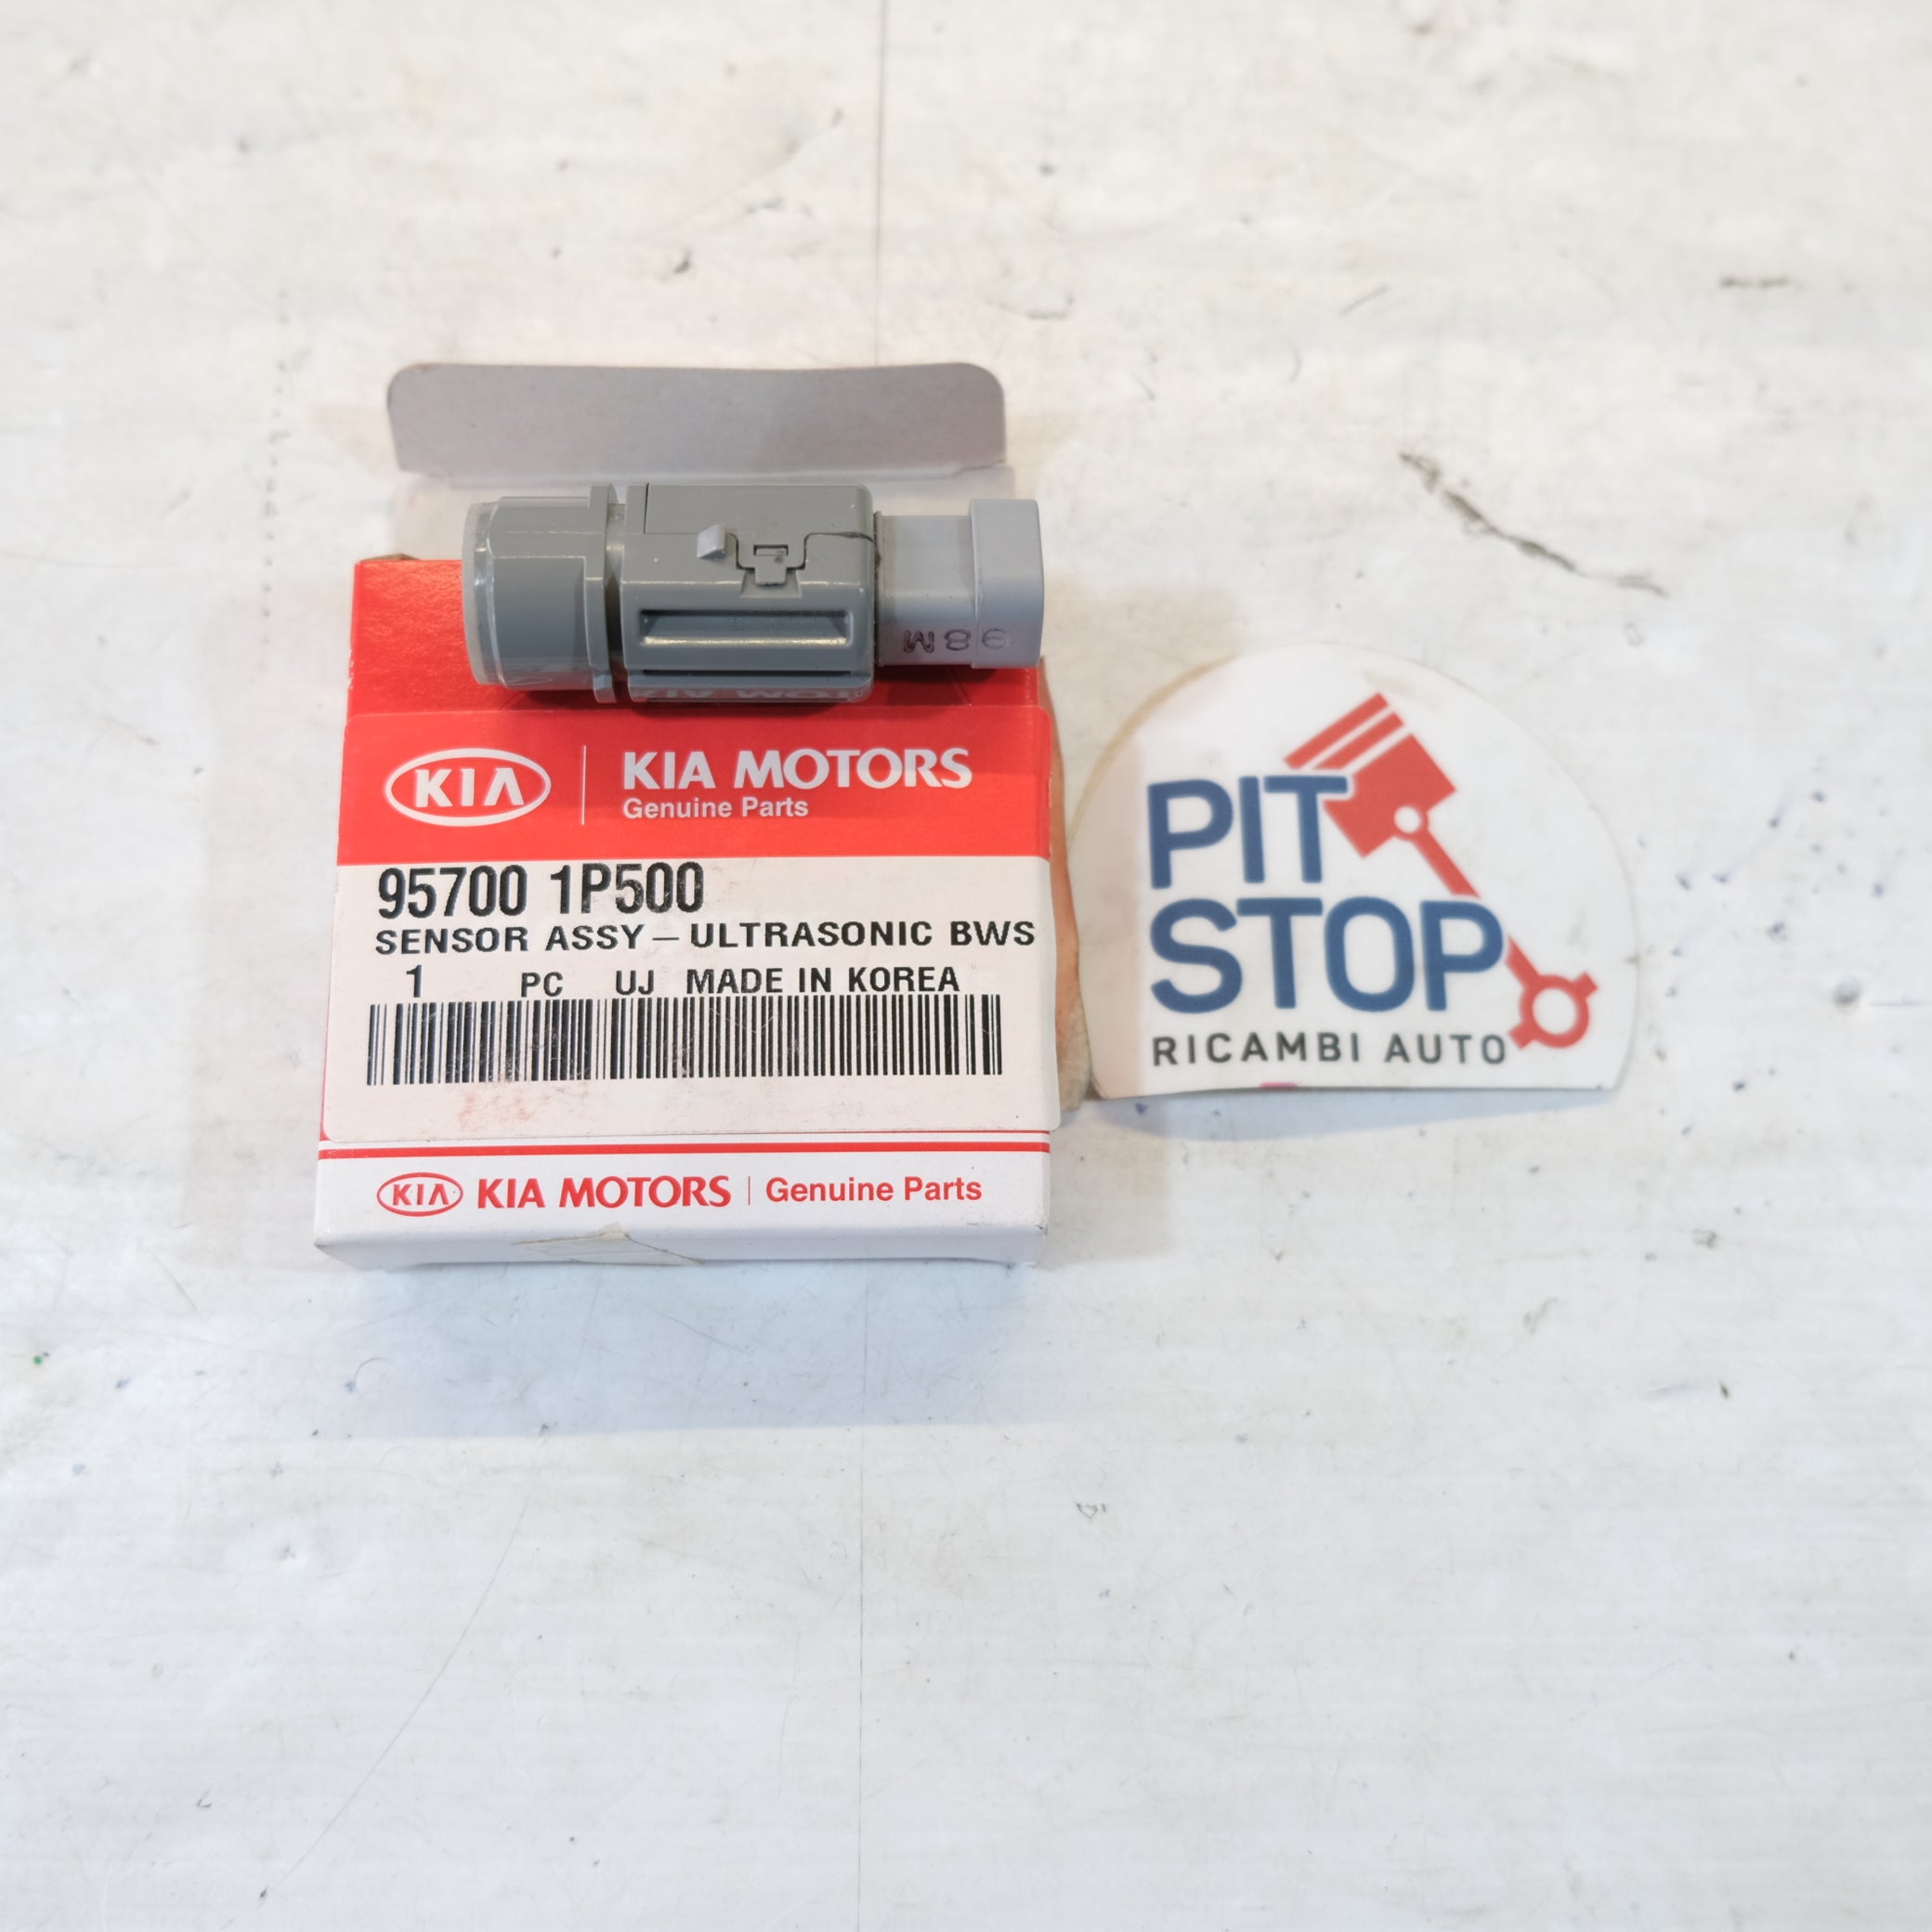 98M
KIA
KIA MOTORS
Genuine Parts
95700 1P500
SENSOR ASSY－ULTRASONIC BWS
1 PC UJ MADE IN KOREA
KIA KIA MOTORS | Genuine Parts
PIT
STOP
RICAMBI AUTO